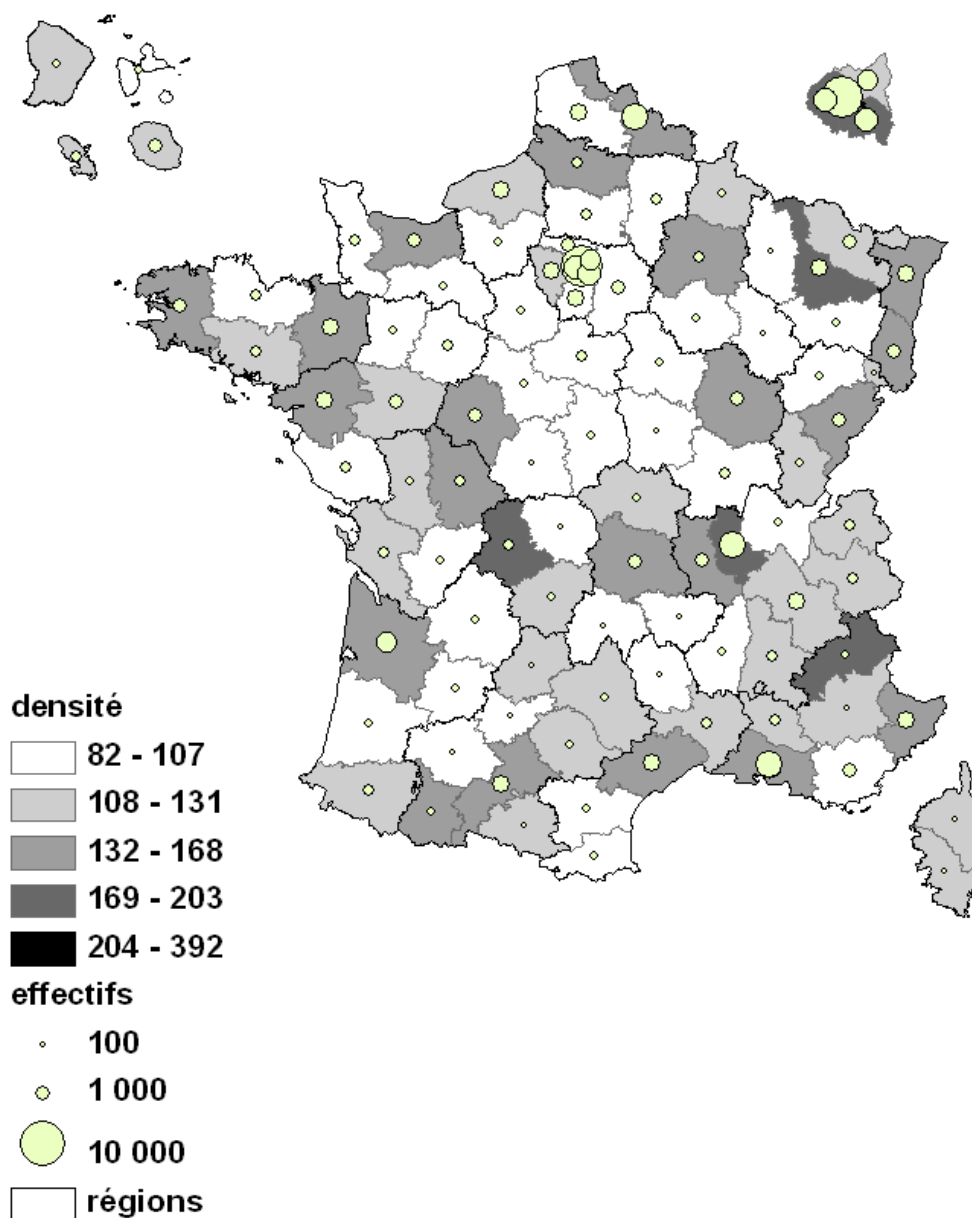 densité
82 - 107
108 - 131
132 - 168
169 - 203
204 - 392
effectifs
100
1 000
10 000
régions